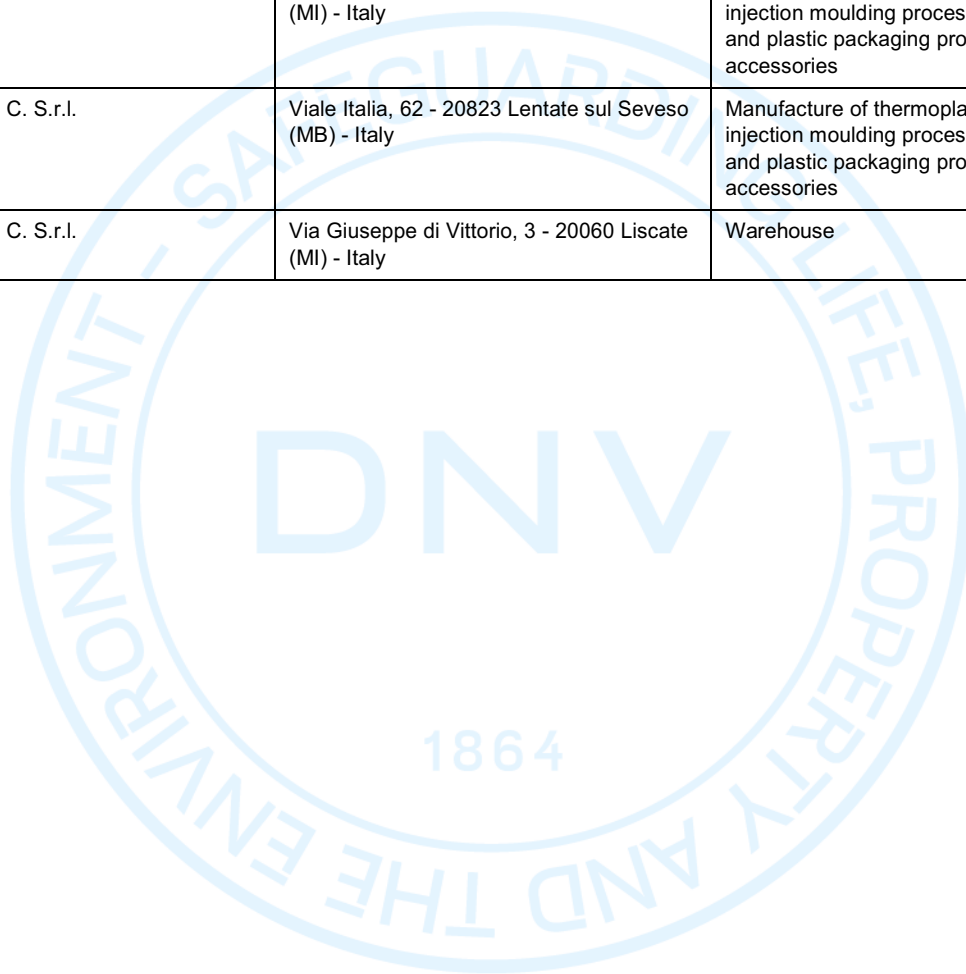 (MI) - Italy
injection moulding proces
and plastic packaging pro
accessories
C. S.r.l.
Viale Italia, 62 - 20823 Lentate sul Seveso
(MB) - Italy
Manufacture of thermopla
injection moulding proces
and plastic packaging pro
accessories
C. S.r.l.
Via Giuseppe di Vittorio, 3 - 20060 Liscate
(MI) - Italy
Warehouse
SAFEGUARDING LIFE, PROPERTY AND THE ENVIRONMENT -
DNV
1864